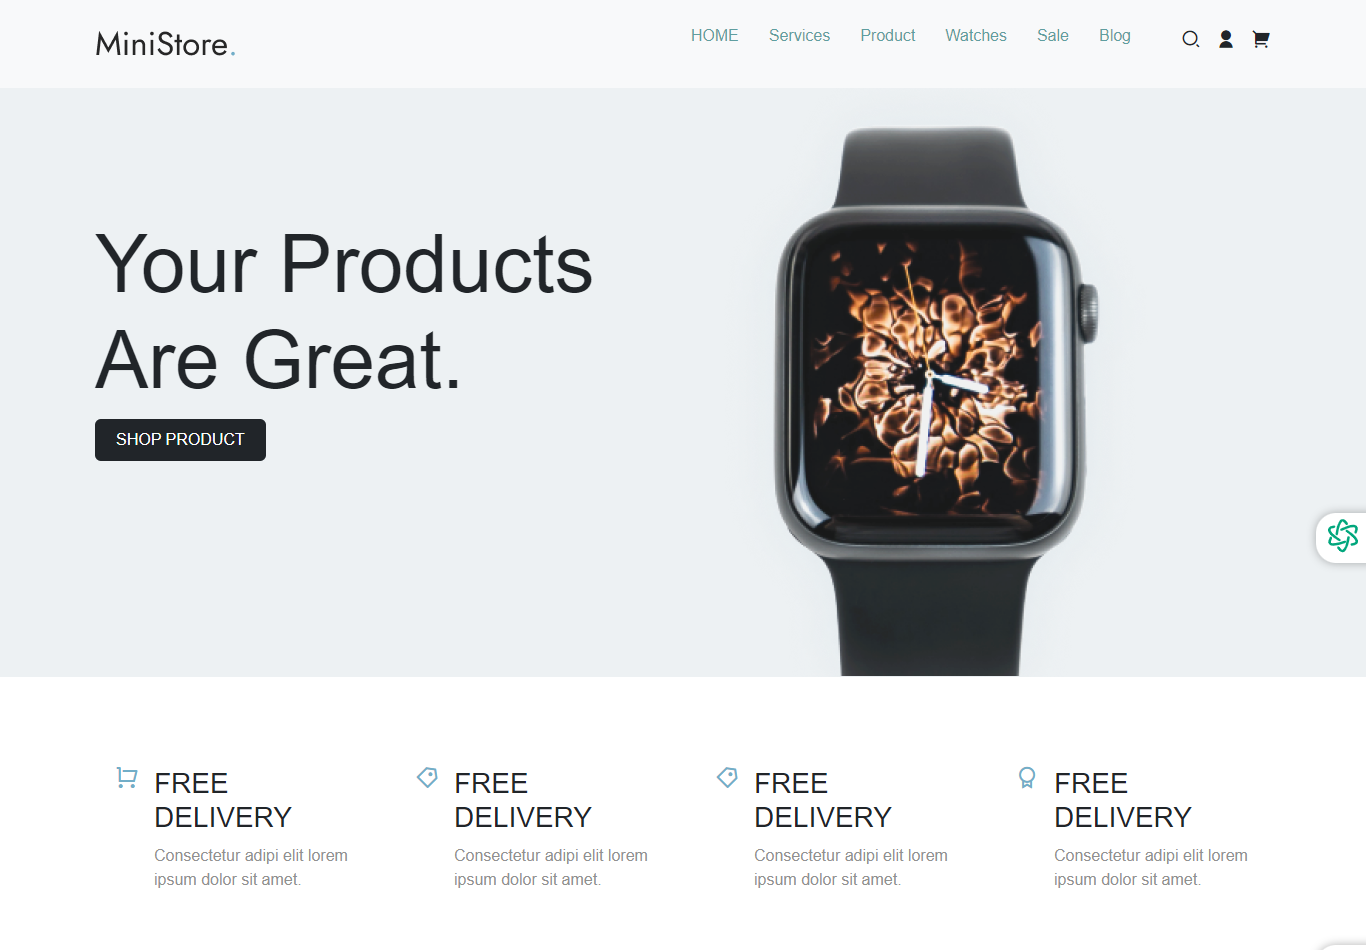 MiniStore.
HOME Services Product Watches Sale Blog
Your Products
Are Great.
SHOP PRODUCT
FREE
DELIVERY
Consectetur adipi elit lorem
ipsum dolor sit amet.
FREE
DELIVERY
Consectetur adipi elit lorem
ipsum dolor sit amet.
FREE
DELIVERY
Consectetur adipi elit lorem
ipsum dolor sit amet.
FREE
DELIVERY
Consectetur adipi elit lorem
ipsum dolor sit amet.